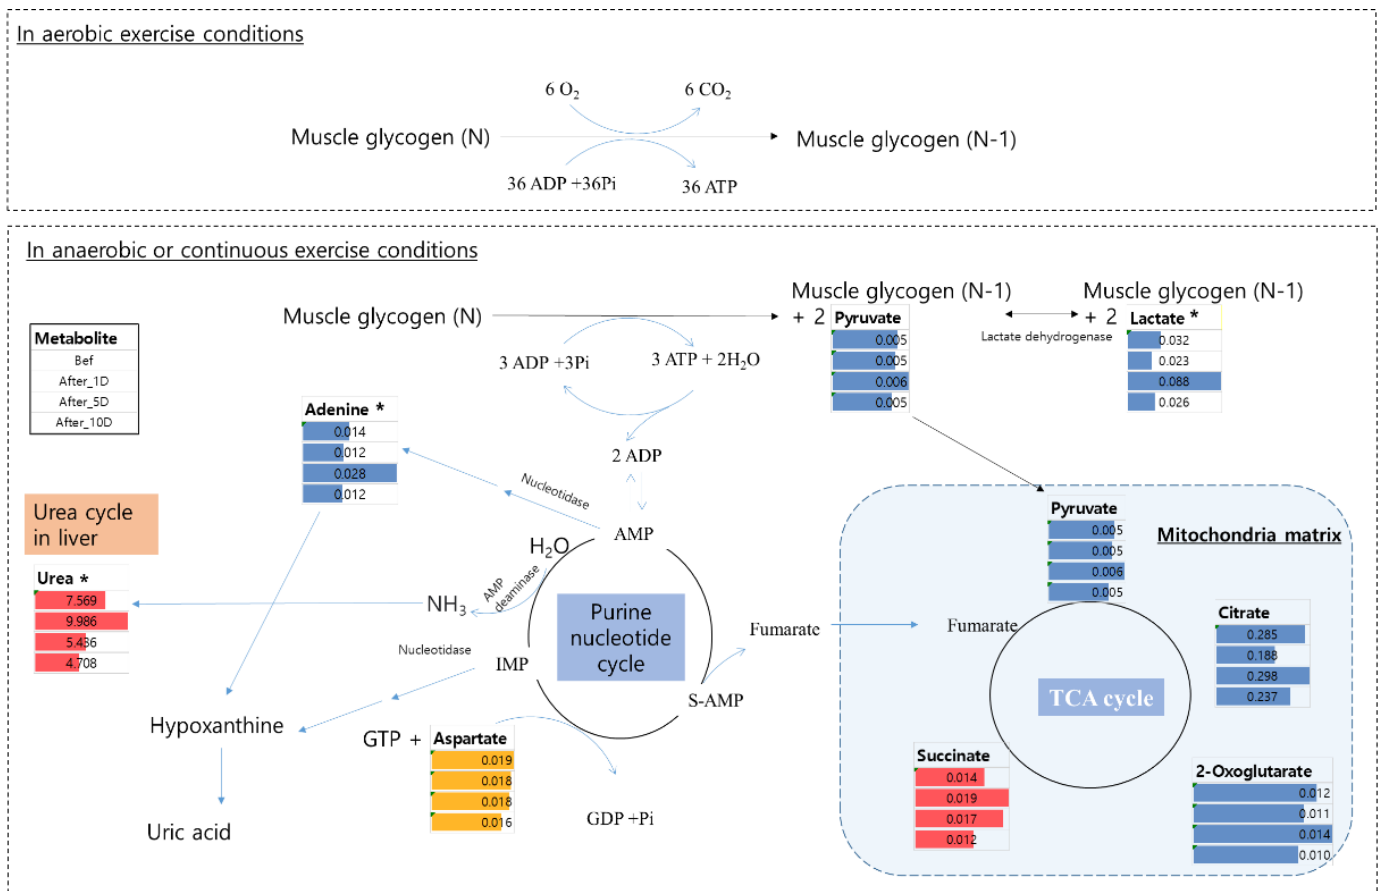 In aerobic exercise conditions
6 O2
6 CO2
Muscle glycogen (N)
Muscle glycogen (N-1)
36 ADP +36Pi
36 ATP
In anaerobic or continuous exercise conditions
Muscle glycogen (N)
Muscle glycogen (N-1)
+ 2
Pyruvate
0.005
0.005
0.006
0.005
Lactate dehydrogenase
Muscle glycogen (N-1)
+ 2
Lactate *
0.032
0.023
0.088
0.026
3 ADP +3Pi
3 ATP + 2H2O
2 ADP
Metabolite
Bef
After_1D
After_5D
After_10D
Adenine *
0.014
0.012
0.028
0.012
Nucleotidase
AMP
H2O
AMP
deaminase
NH3
Urea cycle
in liver
Urea *
7.569
9.986
5.436
4.708
Purine
nucleotide
cycle
Nucleotidase
IMP
S-AMP
Fumarate
Hypoxanthine
Uric acid
GTP +
Aspartate
0.019
0.018
0.018
0.016
GDP +Pi
Mitochondria matrix
Pyruvate
0.005
0.005
0.006
0.005
Fumarate
TCA cycle
Citrate
0.285
0.188
0.298
0.237
Succinate
0.014
0.019
0.017
0.012
2-Oxoglutarate
0.012
0.011
0.014
0.010